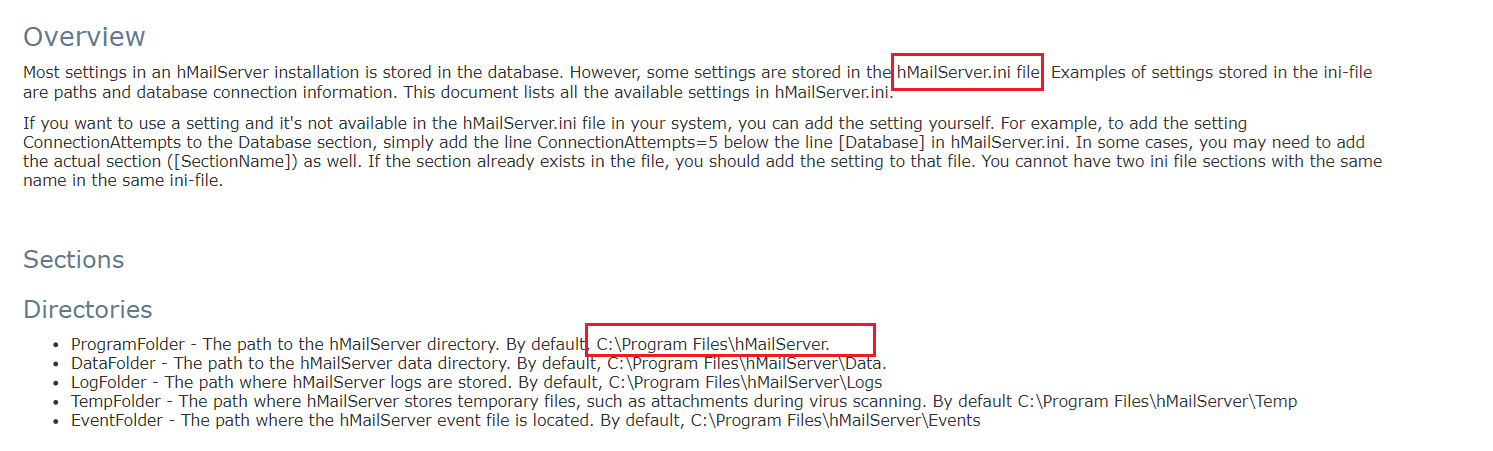 Overview
Most settings in an hMailServer installation is stored in the database. However, some settings are stored in the hMailServer.ini file. Examples of settings stored in the ini-file
are paths and database connection information. This document lists all the available settings in hMailServer.ini.
If you want to use a setting and it's not available in the hMailServer.ini file in your system, you can add the setting yourself. For example, to add the setting
ConnectionAttempts to the Database section, simply add the line ConnectionAttempts=5 below the line [Database] in hMailServer.ini. In some cases, you may need to add
the actual section ([SectionName]) as well. If the section already exists in the file, you should add the setting to that file. You cannot have two ini file sections with the same
name in the same ini-file.
Sections
Directories
• ProgramFolder - The path to the hMailServer directory. By default, C:\Program Files\hMailServer.
• DataFolder - The path to the hMailServer data directory. By default, C:\Program Files\hMailServer\Data.
• LogFolder - The path where hMailServer logs are stored. By default, C:\Program Files\hMailServer\Logs
• TempFolder - The path where hMailServer stores temporary files, such as attachments during virus scanning. By default C:\Program Files\hMailServer\Temp
• EventFolder - The path where the hMailServer event file is located. By default, C:\Program Files\hMailServer\Events